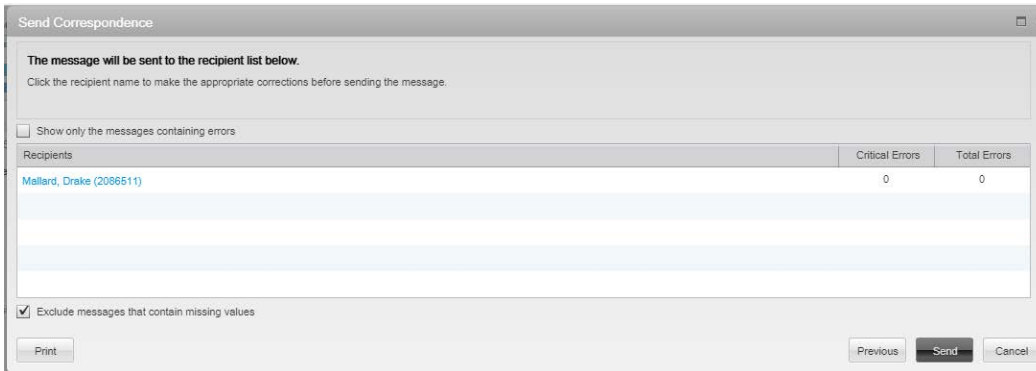 Send Correspondence
The message will be sent to the recipient list below.
Click the recipient name to make the appropriate corrections before sending the message.
Show only the messages containing errors
Recipients Critical Errors Total Errors
Mallard, Drake (2086511) 0 0
Exclude messages that contain missing values
Print Previous Send Cancel